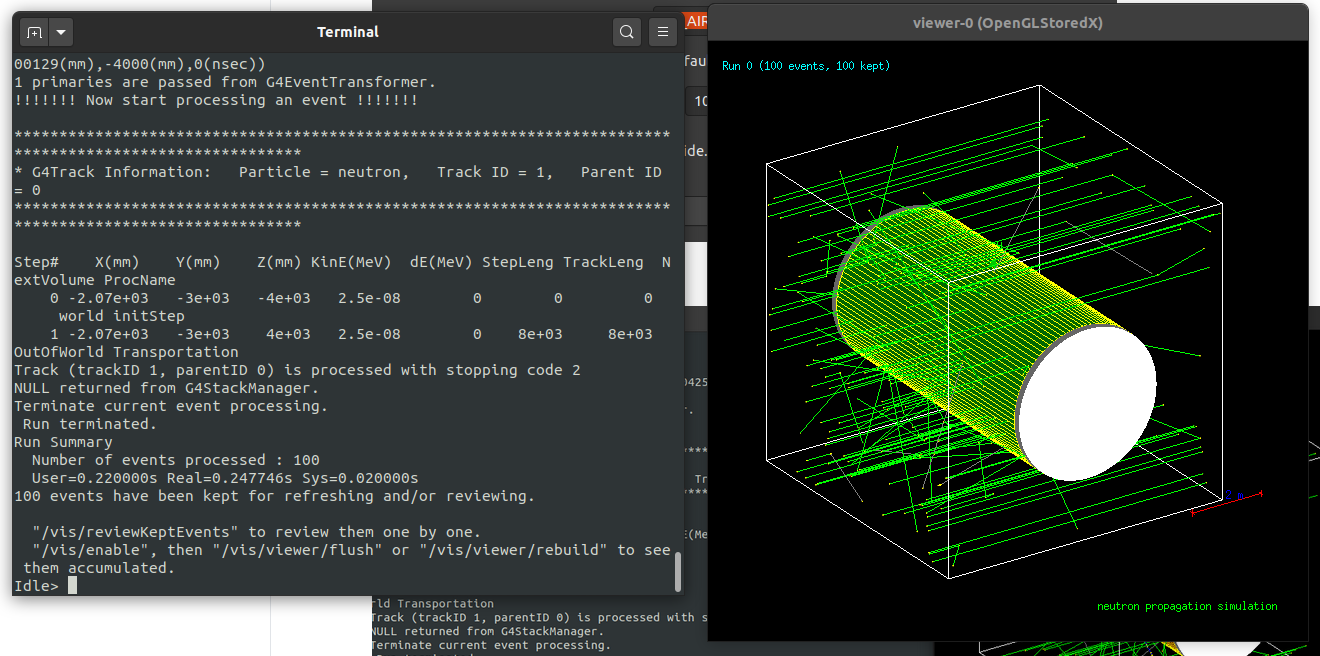 Terminal
00129(mm),-4000(mm),0(nsec))
1 primaries are passed from G4EventTransformer.
!!!!!!! Now start processing an event !!!!!!!
*************************************************************************
********************************
* G4Track Information:   Particle = neutron,   Track ID = 1,   Parent ID
= 0
*************************************************************************
********************************
Step#    X(mm)    Y(mm)    Z(mm) KinE(MeV)  dE(MeV) StepLeng TrackLeng  N
extVolume ProcName
    0 -2.07e+03   -3e+03   -4e+03   2.5e-08        0        0         0
     world initStep
    1 -2.07e+03   -3e+03    4e+03   2.5e-08        0    8e+03     8e+03
OutOfWorld Transportation
Track (trackID 1, parentID 0) is processed with stopping code 2
NULL returned from G4StackManager.
Terminate current event processing.
 Run terminated.
Run Summary
  Number of events processed : 100
  User=0.220000s Real=0.247746s Sys=0.020000s
100 events have been kept for refreshing and/or reviewing.
  "/vis/reviewKeptEvents" to review them one by one.
  "/vis/enable", then "/vis/viewer/flush" or "/vis/viewer/rebuild" to see
 them accumulated.
Idle>
_AIR
fau
10
ide.
0425
r.
/***
Tr
/***
E(Me
rld Transportation
Track (trackID 1, parentID 0) is processed with s
NULL returned from G4StackManager.
Terminate current event processing.
viewer-0 (OpenGLStoredX)
Run 0 (100 events, 100 kept)
2 m
neutron propagation simulation